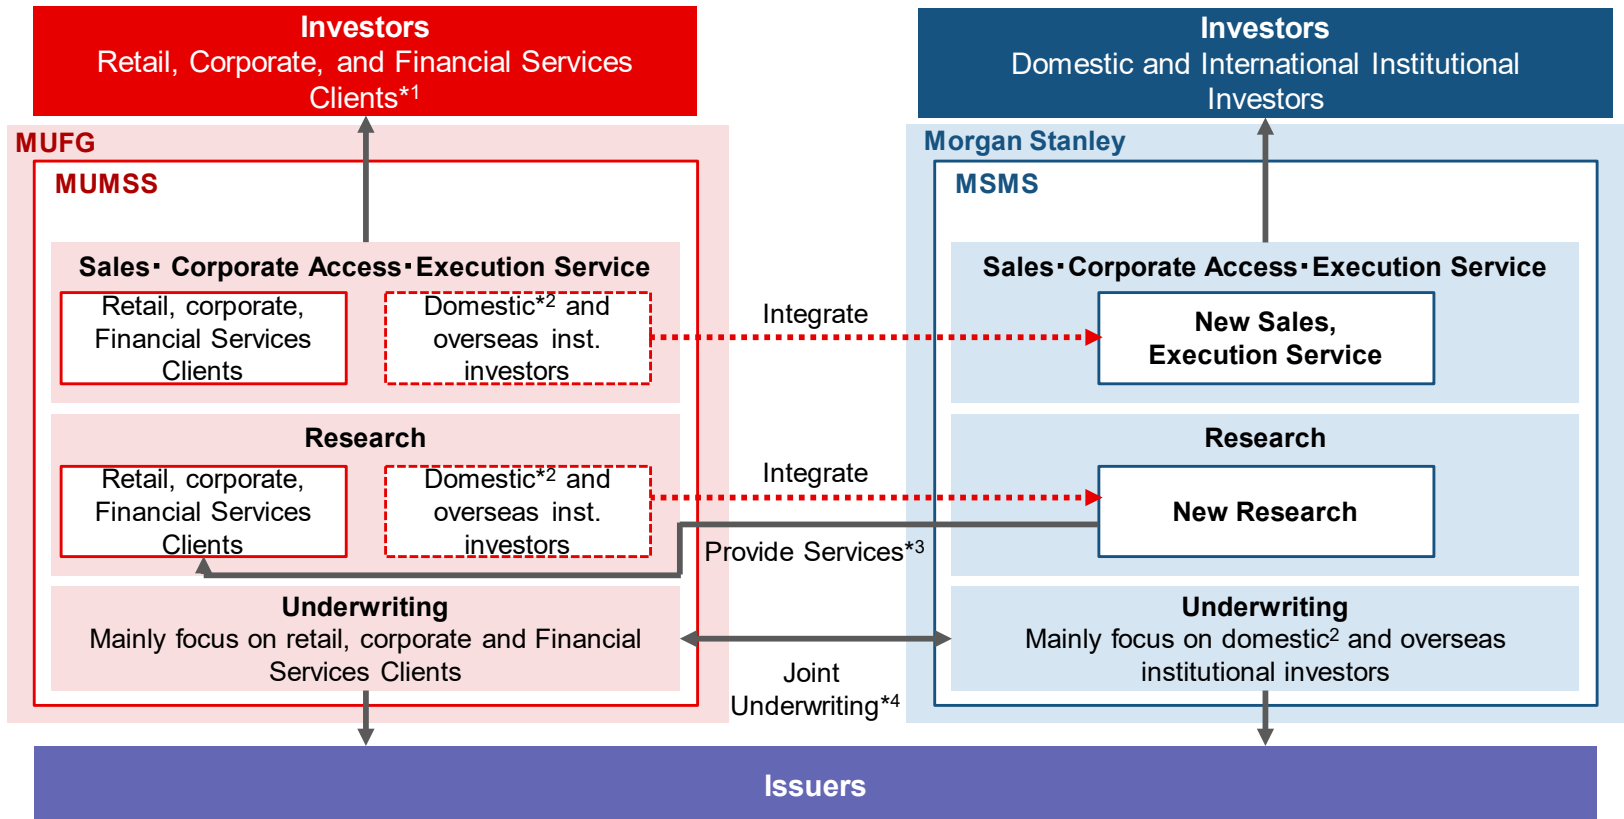 Investors
Retail, Corporate, and Financial Services
Clients*1
Investors
Domestic and International Institutional
Investors
MUFG
MUMSS
Morgan Stanley
MSMS
Sales・ Corporate Access・Execution Service
Retail, corporate,
Financial Services
Clients
Domestic*2 and
overseas inst.
investors
Integrate
Sales・Corporate Access・Execution Service
New Sales,
Execution Service
Research
Retail, corporate,
Financial Services
Clients
Domestic*2 and
overseas inst.
investors
Integrate
Provide Services*3
Research
New Research
Underwriting
Mainly focus on retail, corporate and Financial
Services Clients
Joint
Underwriting*4
Underwriting
Mainly focus on domestic2 and overseas
institutional investors
Issuers